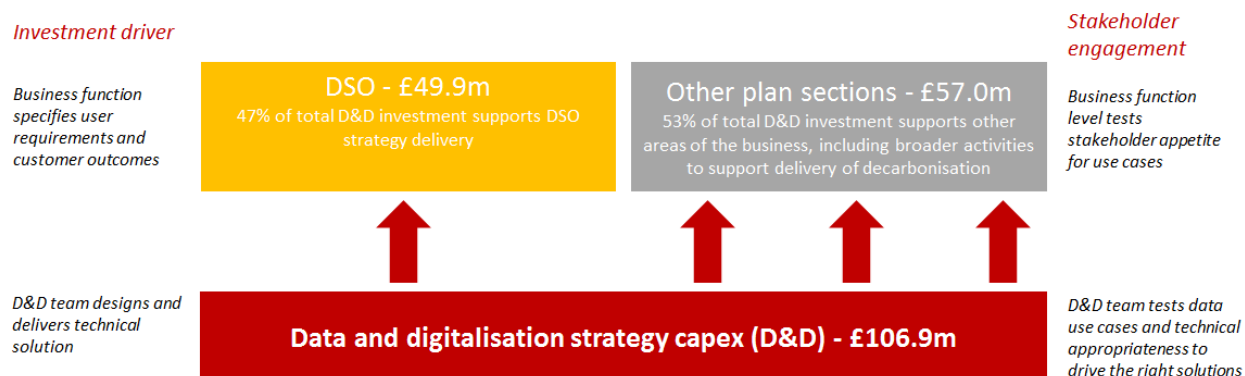 Investment driver
Stakeholder
engagement
Business function
specifies user
requirements and
customer outcomes
DSO - £49.9m
47% of total D&D investment supports DSO
strategy delivery
Other plan sections - £57.0m
53% of total D&D investment supports other
areas of the business, including broader activities
to support delivery of decarbonisation
Business function
level tests
stakeholder appetite
for use cases
D&D team designs and
delivers technical
solution
Data and digitalisation strategy capex (D&D) - £106.9m
D&D team tests data
use cases and technical
appropriateness to
drive the right solutions